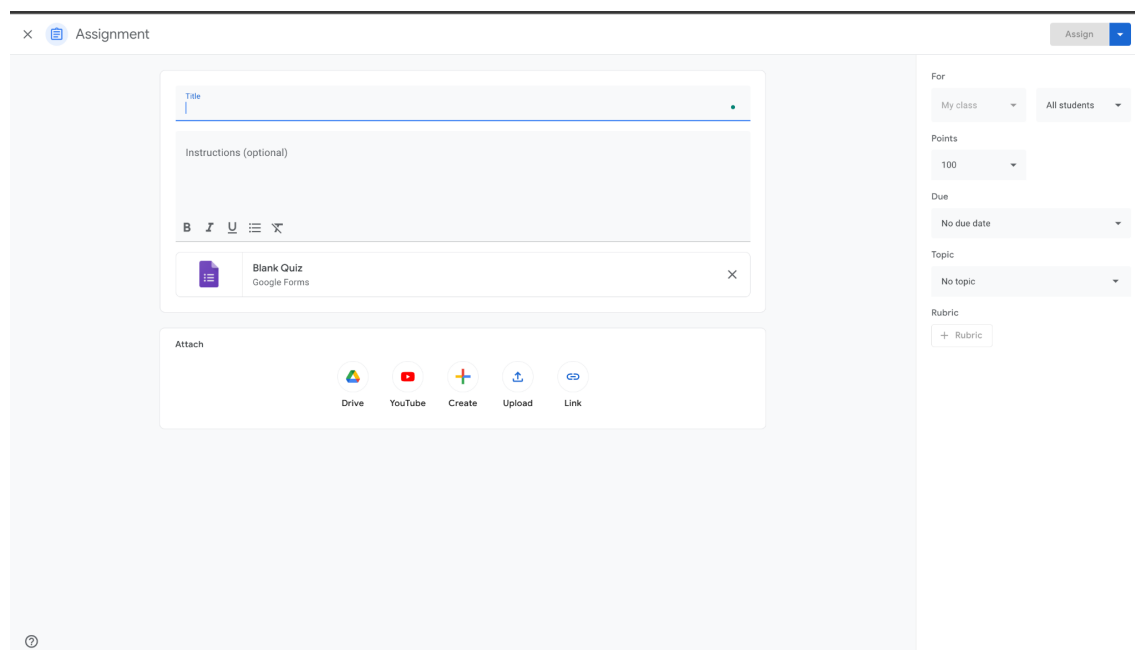 Assignment
Assign
Title
Instructions (optional)
B I U
Blank Quiz
Google Forms
Attach
Drive YouTube Create Upload Link
For
My class All students
Points
100
Due
No due date
Topic
No topic
Rubric
+ Rubric
?